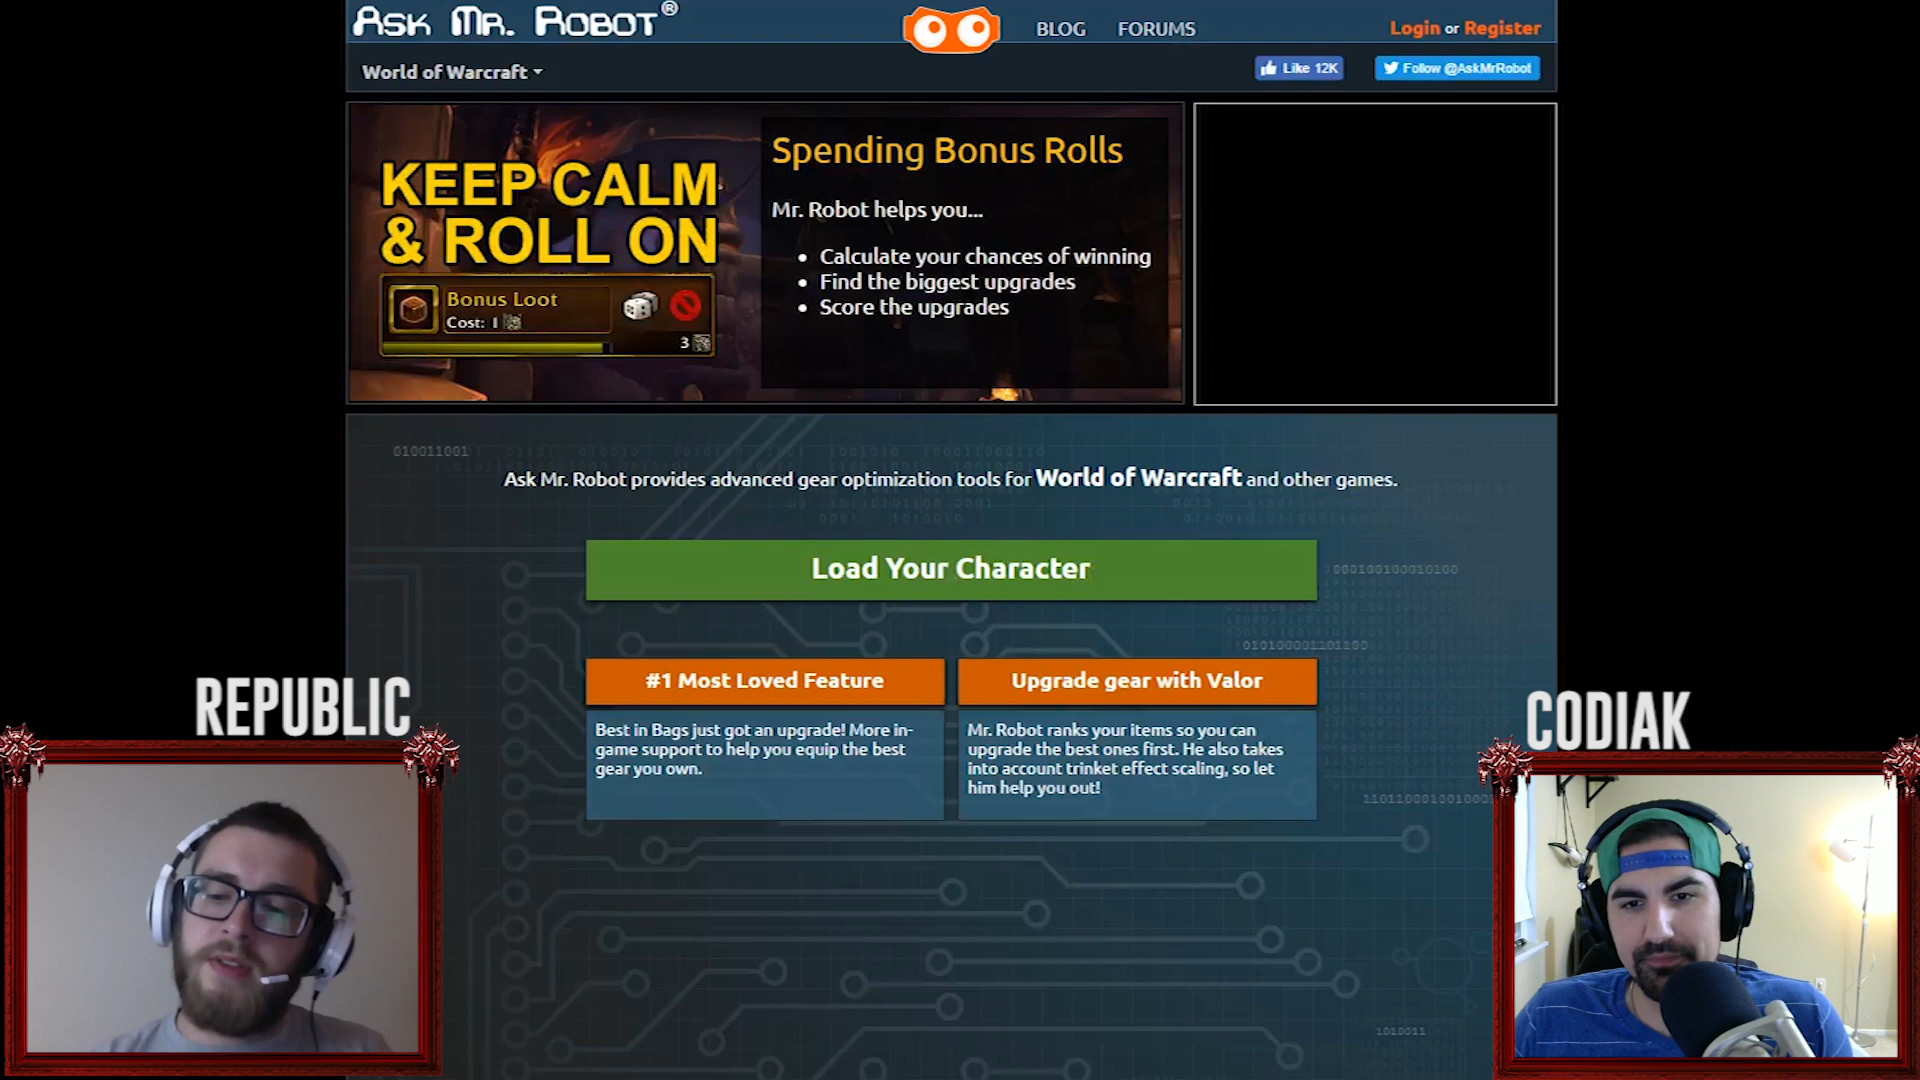 Ask Mr. Robot®
BLOG
FORUMS
Login or Register
World of Warcraft
Like 12K
Follow @AskMrRobot
KEEP CALM
& ROLL ON
Bonus Loot
Cost: 1
3
Spending Bonus Rolls
Mr. Robot helps you...
• Calculate your chances of winning
• Find the biggest upgrades
• Score the upgrades
010011001
Ask Mr. Robot provides advanced gear optimization tools for World of Warcraft and other games.
Load Your Character
000100100010100
010100001101100
#1 Most Loved Feature
Best in Bags just got an upgrade! More in-
game support to help you equip the best
gear you own.
Upgrade gear with Valor
Mr. Robot ranks your items so you can
upgrade the best ones first. He also takes
into account trinket effect scaling, so let
him help you out!
REPUBLIC
CODIAK
1010011